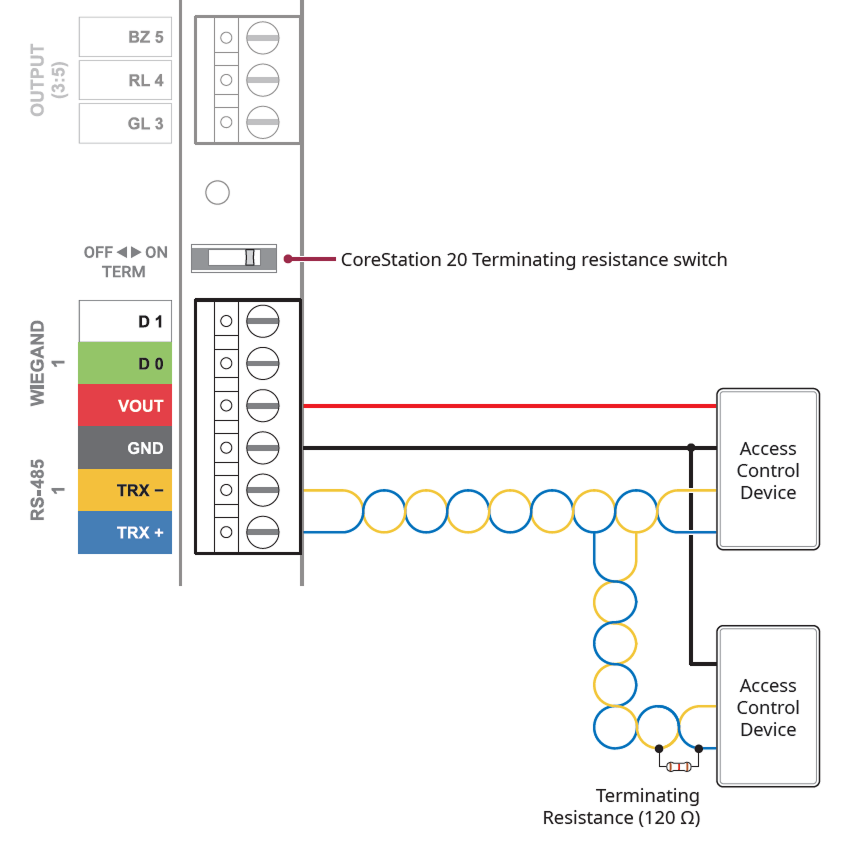 OUTPUT
(3:5)
BZ 5
RL 4
GL 3
OFF ◀ ▶ ON
TERM
CoreStation 20 Terminating resistance switch
WIEGAND
1
D 1
D 0
VOUT
RS-485
1
GND
TRX −
TRX +
Access
Control
Device
Access
Control
Device
Terminating
Resistance (120 Ω)